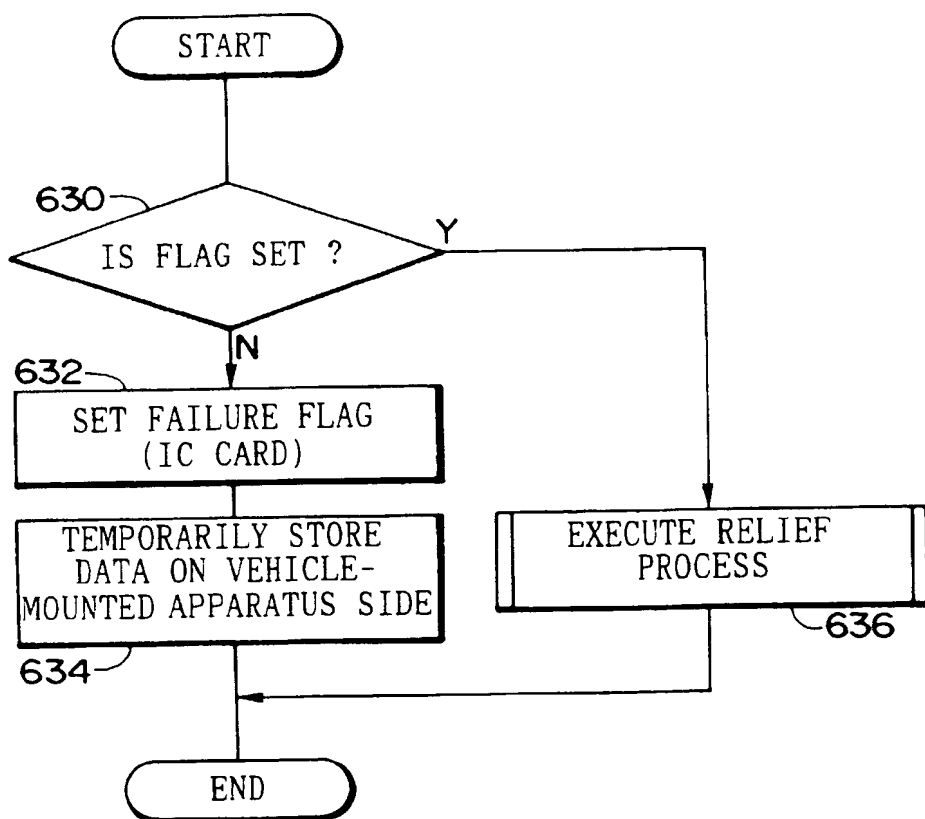 START
630
IS FLAG SET ?
Y
N
632
SET FAILURE FLAG
(IC CARD)
TEMPORARILY STORE
DATA ON VEHICLE-
MOUNTED APPARATUS SIDE
634
EXECUTE RELIEF
PROCESS
636
END